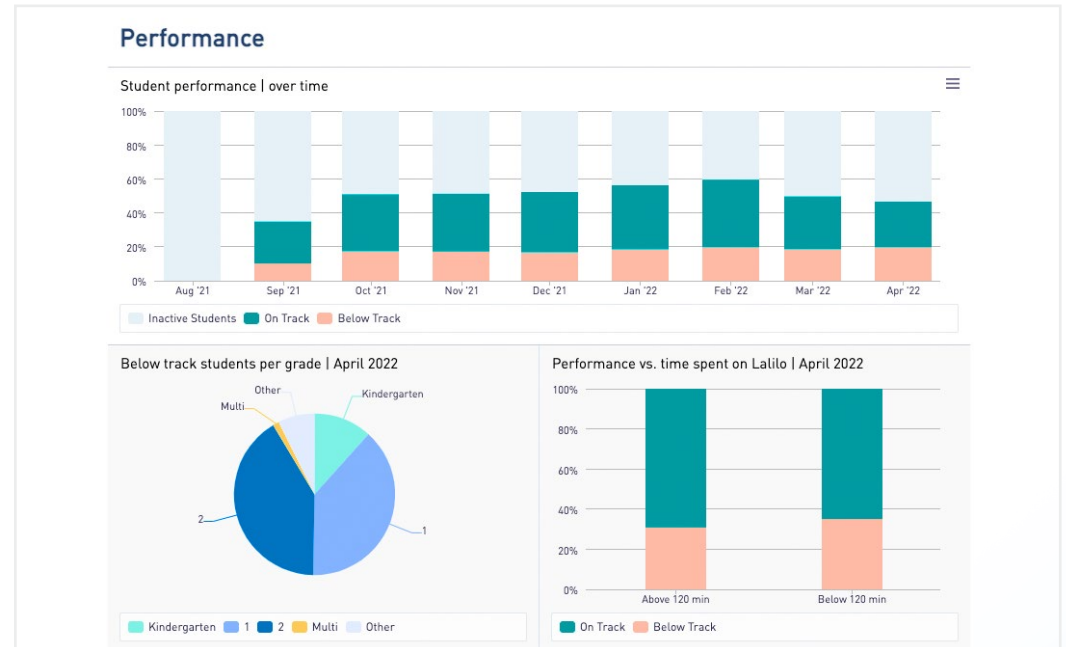 Performance
Student performance | over time
100%
80%
60%
40%
20%
0%
Aug '21 Sep '21 Oct '21 Nov '21 Dec '21 Jan '22 Feb '22 Mar '22 Apr '22
Inactive Students On Track Below Track
Below track students per grade | April 2022
Other
Kindergarten
Multi
2
1
Kindergarten 1 2 Multi Other
Performance vs. time spent on Lalilo | April 2022
100%
80%
60%
40%
20%
0%
Above 120 min Below 120 min
On Track Below Track